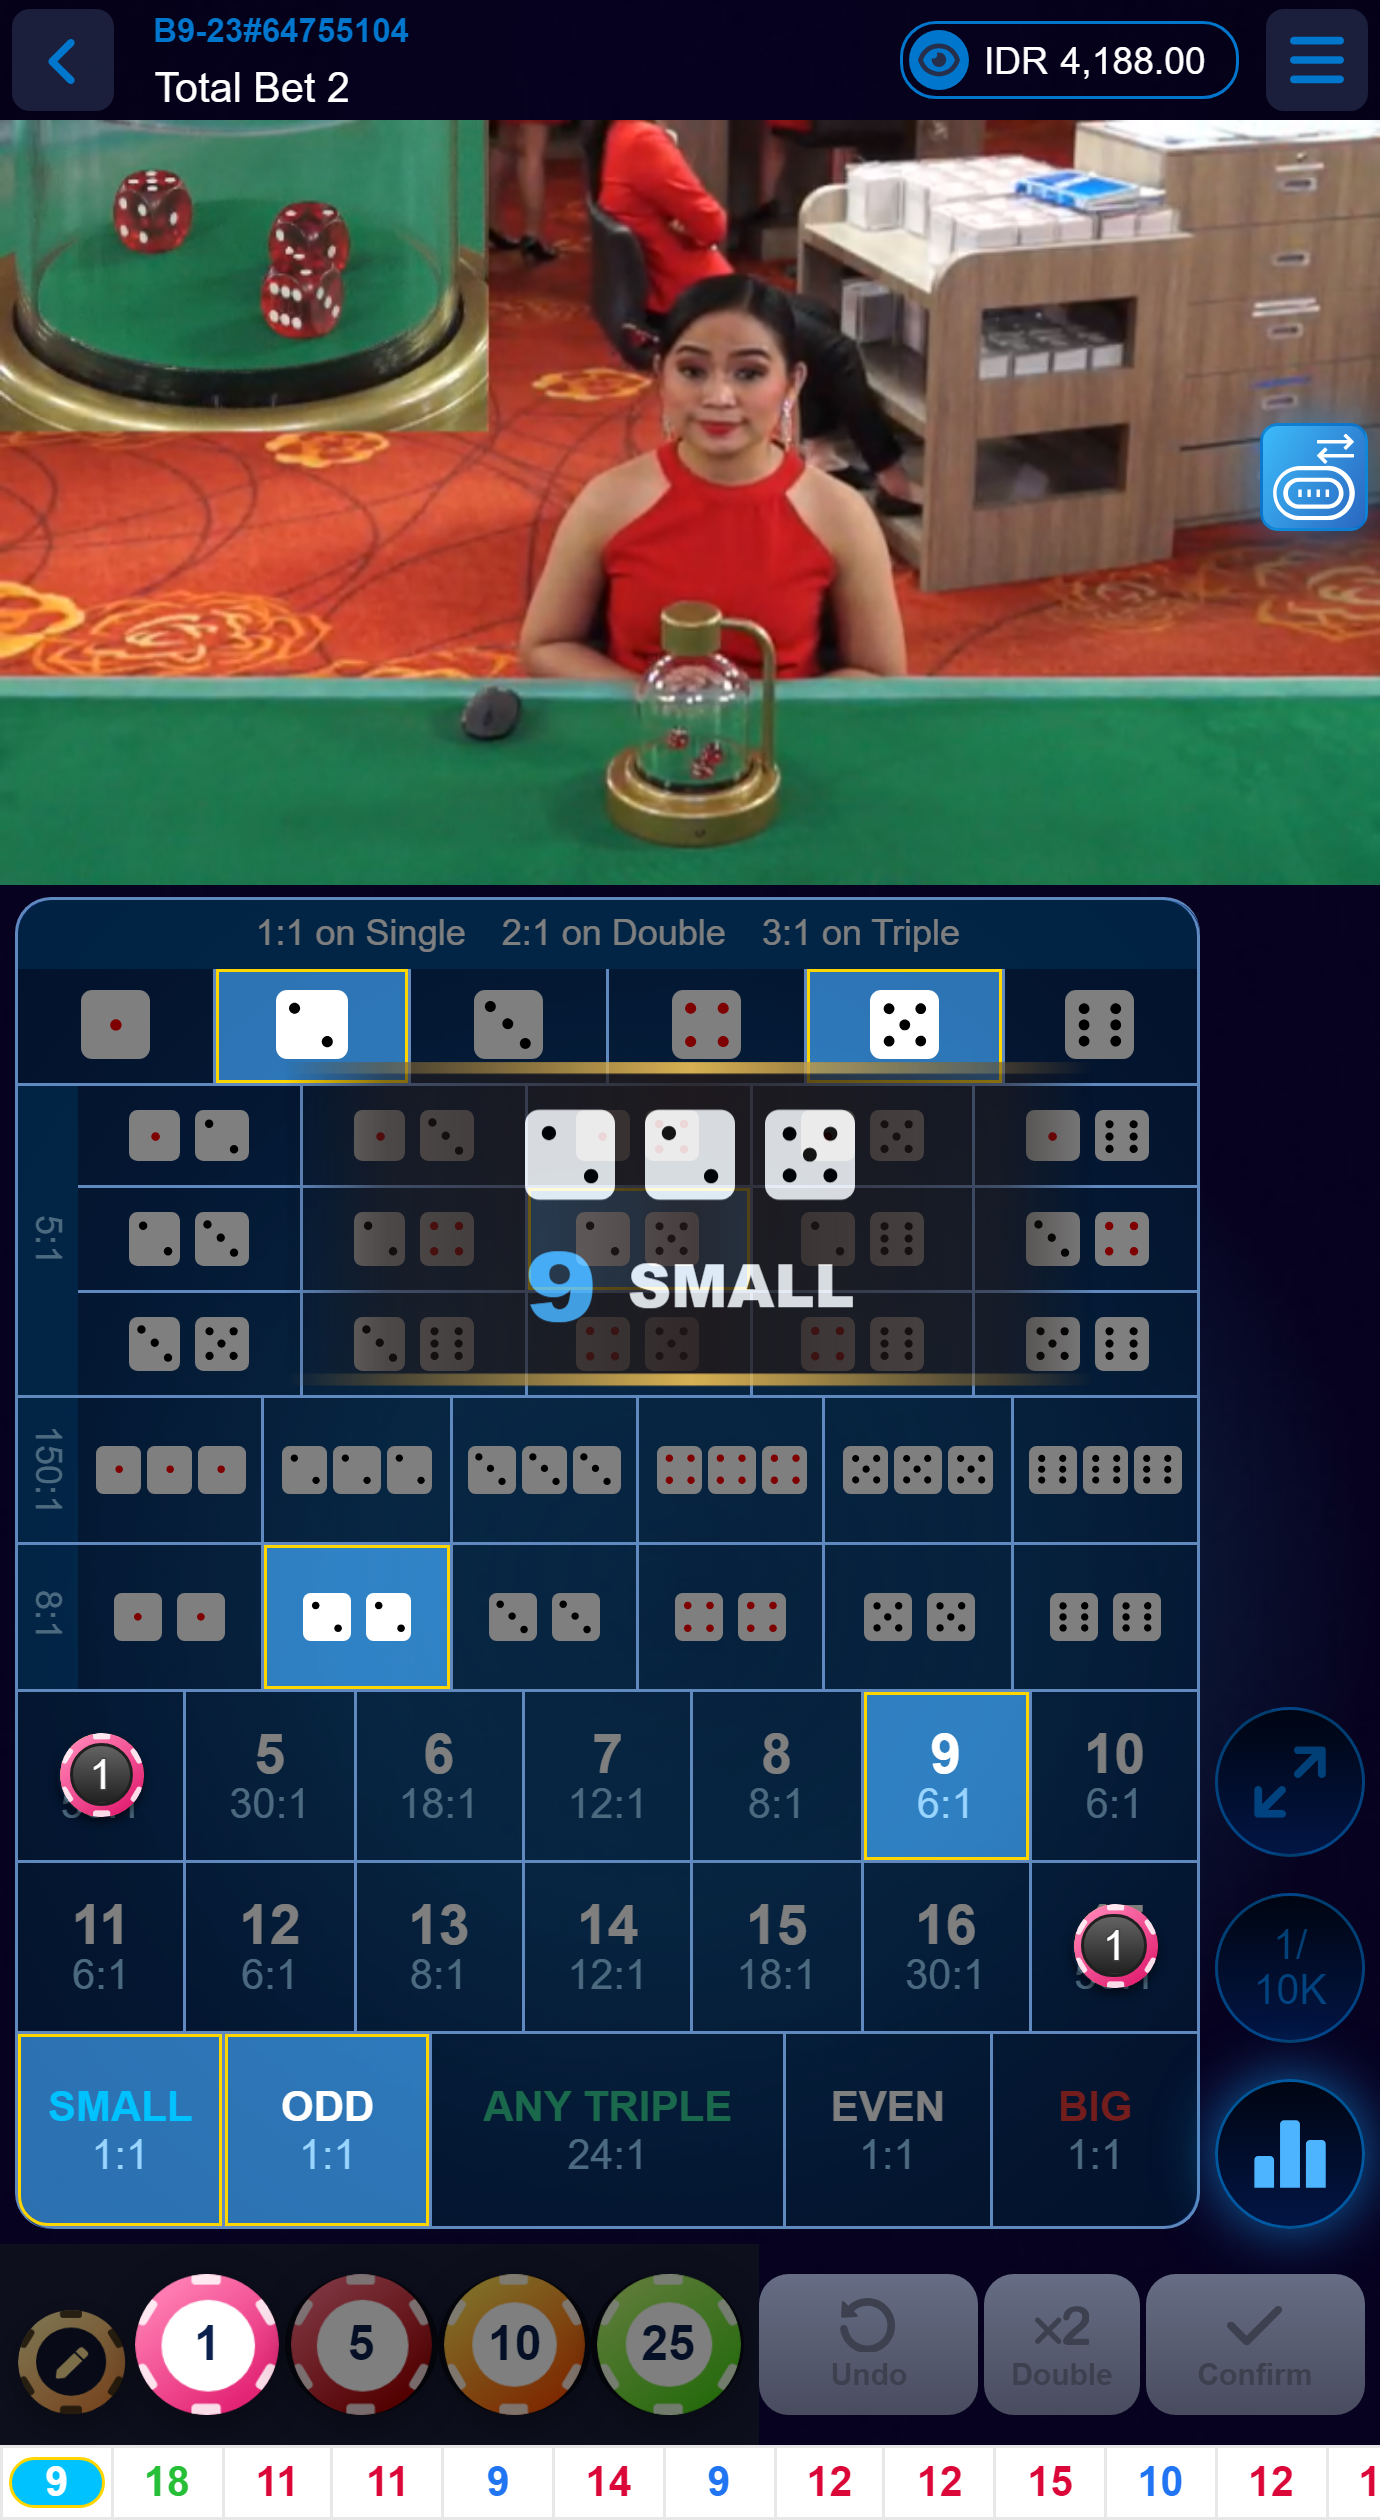 B9-23#64755104
Total Bet 2
IDR 4,188.00
1:1 on Single 2:1 on Double 3:1 on Triple
5:1
9 SMALL
150:1
8:1
1
5 6 7 8 9 10
30:1 18:1 12:1 8:1 6:1 6:1
11 12 13 14 15 16 1
6:1 6:1 8:1 12:1 18:1 30:1
1/
10K
SMALL ODD ANY TRIPLE EVEN BIG
1:1 1:1 24:1 1:1 1:1
1 5 10 25
x2
Undo Double Confirm
9 18 11 11 9 14 9 12 12 15 10 12